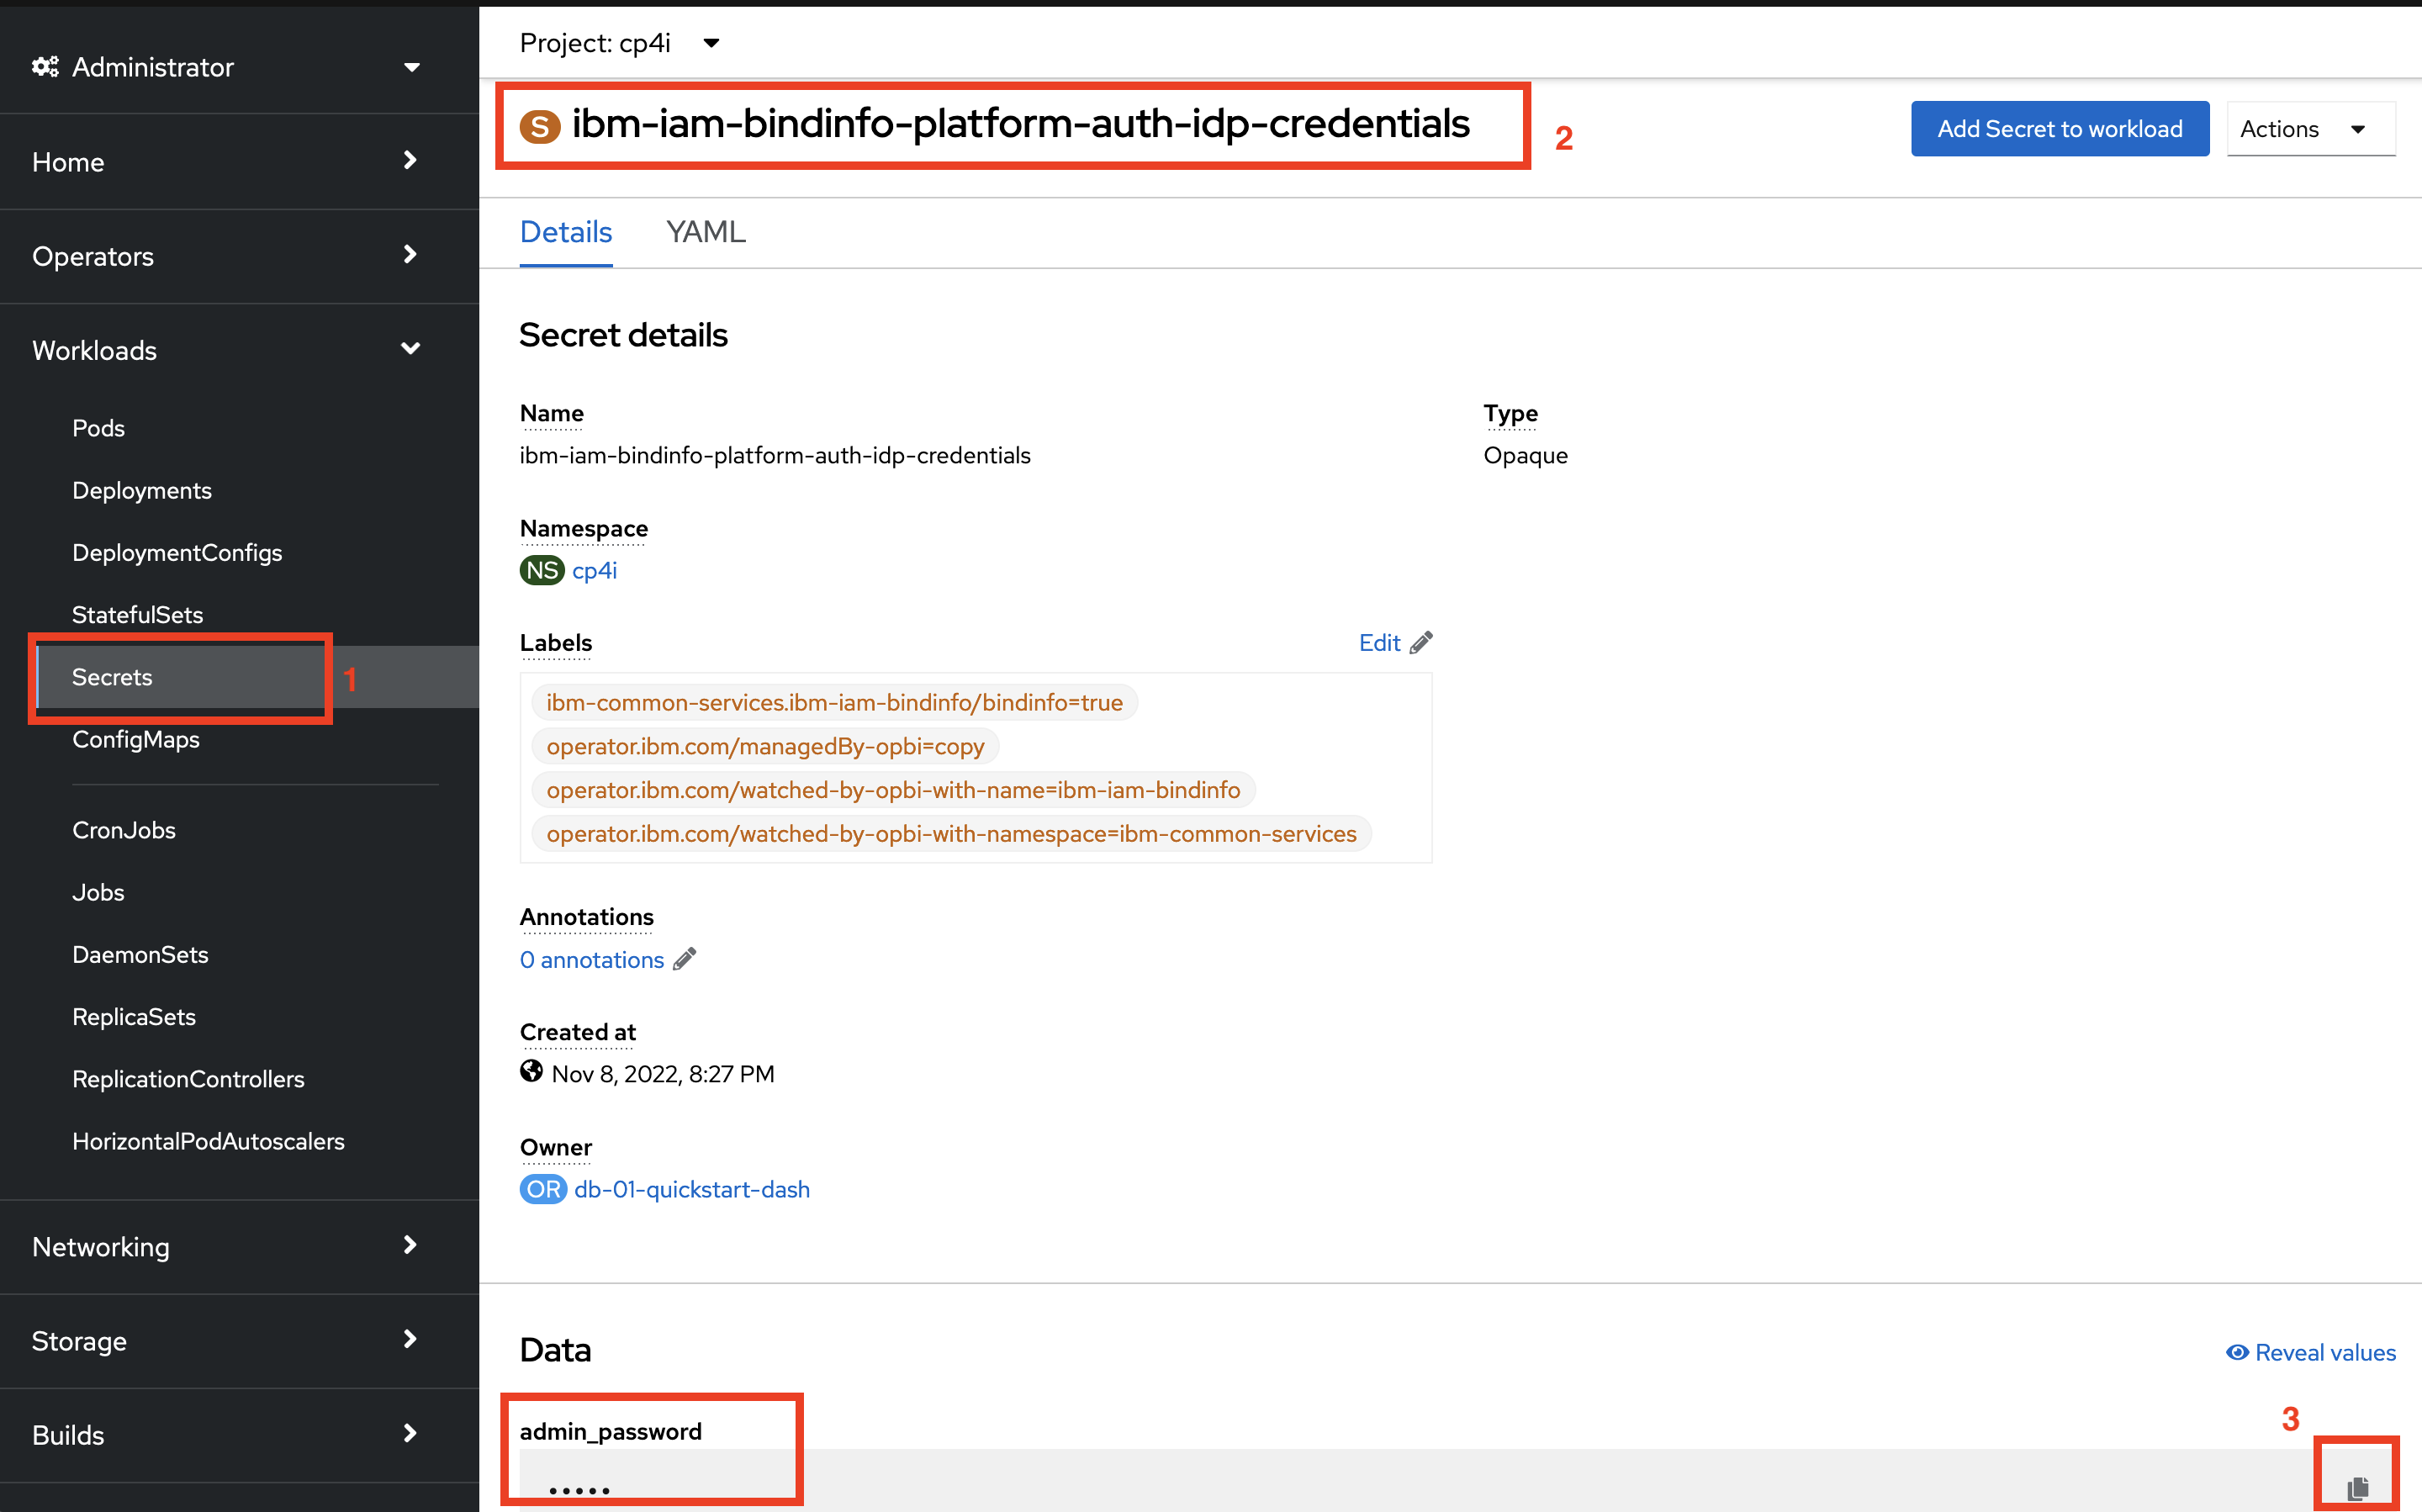 Administrator
Home
Operators
Workloads
Pods
Deployments
DeploymentConfigs
StatefulSets
Secrets
1
ConfigMaps
CronJobs
Jobs
DaemonSets
ReplicaSets
ReplicationControllers
HorizontalPodAutoscalers
Networking
Storage
Builds
Project: cp4i
S ibm-iam-bindinfo-platform-auth-idp-credentials
2
Add Secret to workload
Actions
Details YAML
Secret details
Name
ibm-iam-bindinfo-platform-auth-idp-credentials
Type
Opaque
Namespace
NS cp4i
Labels
Edit
ibm-common-services.ibm-iam-bindinfo/bindinfo=true
operator.ibm.com/managedBy-opbi=copy
operator.ibm.com/watched-by-opbi-with-name=ibm-iam-bindinfo
operator.ibm.com/watched-by-opbi-with-namespace=ibm-common-services
Annotations
0 annotations
Created at
Nov 8, 2022, 8:27 PM
Owner
OR db-01-quickstart-dash
Data
Reveal values
admin_password
•••••
3